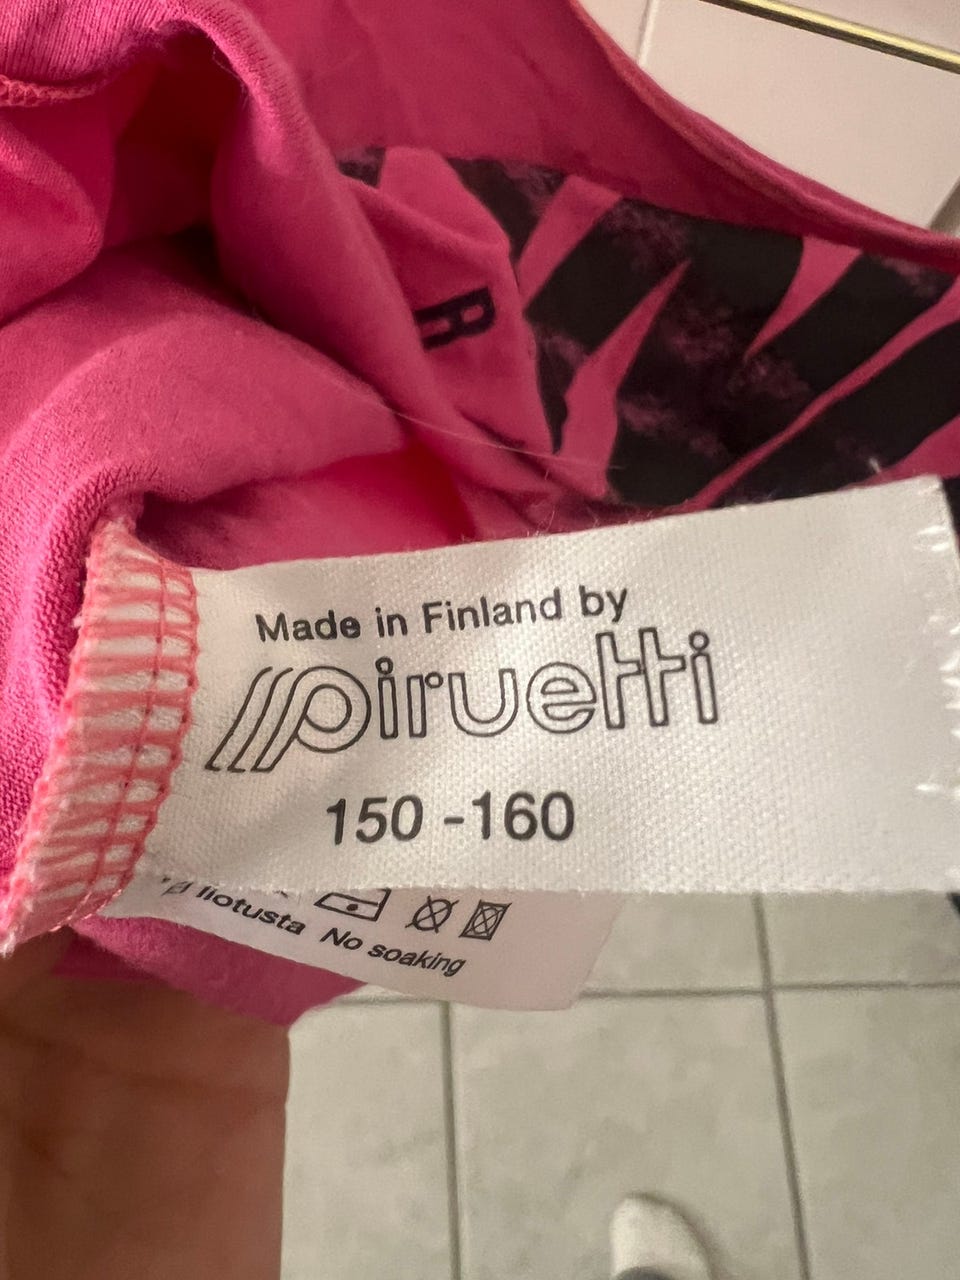 R
Made in Finland by
piruetti
150 -160
liotusta No soaking